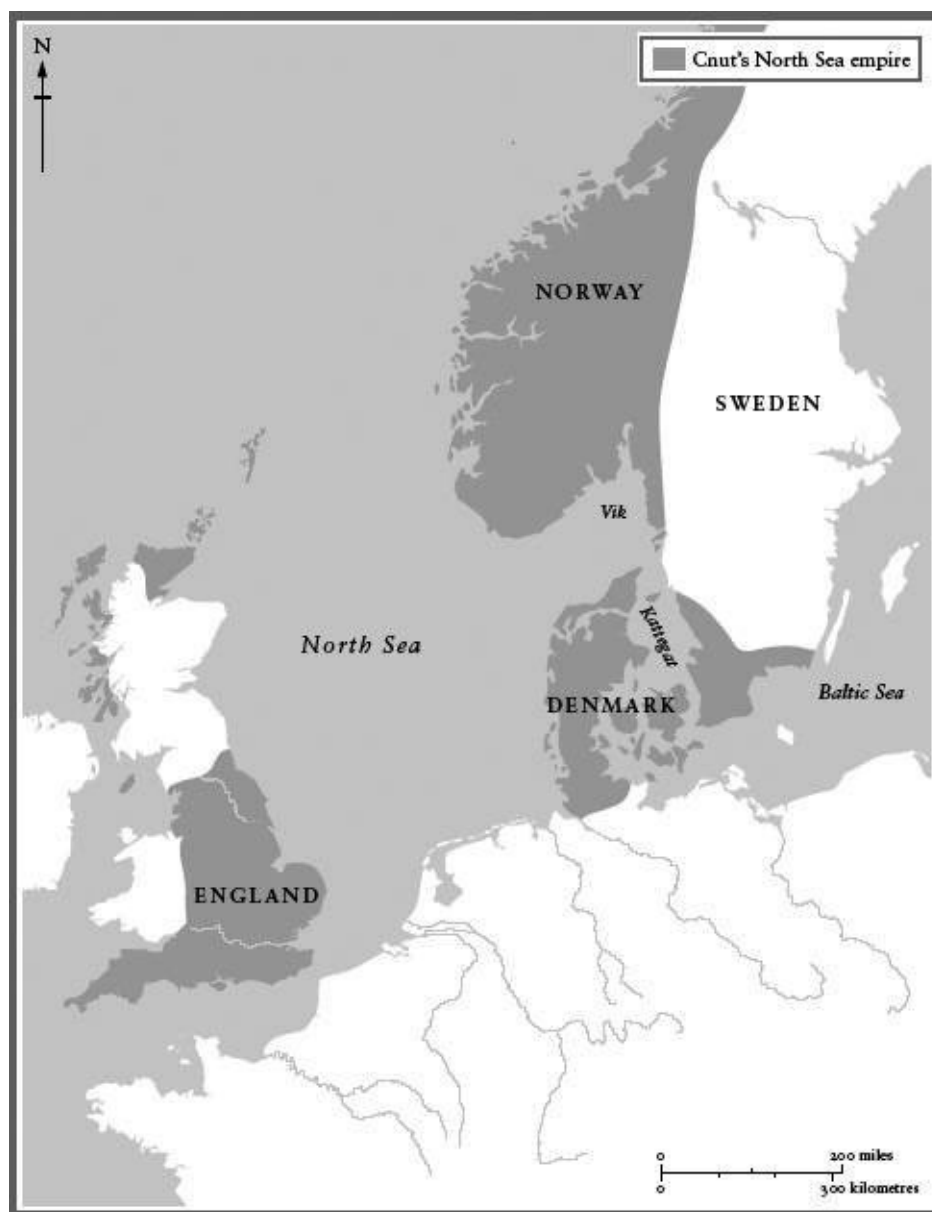 N
Cnut's North Sea empire
NORWAY
SWEDEN
Vik
North Sea
Kattegat
Baltic Sea
DENMARK
ENGLAND
0 200 miles
0 300 kilometres